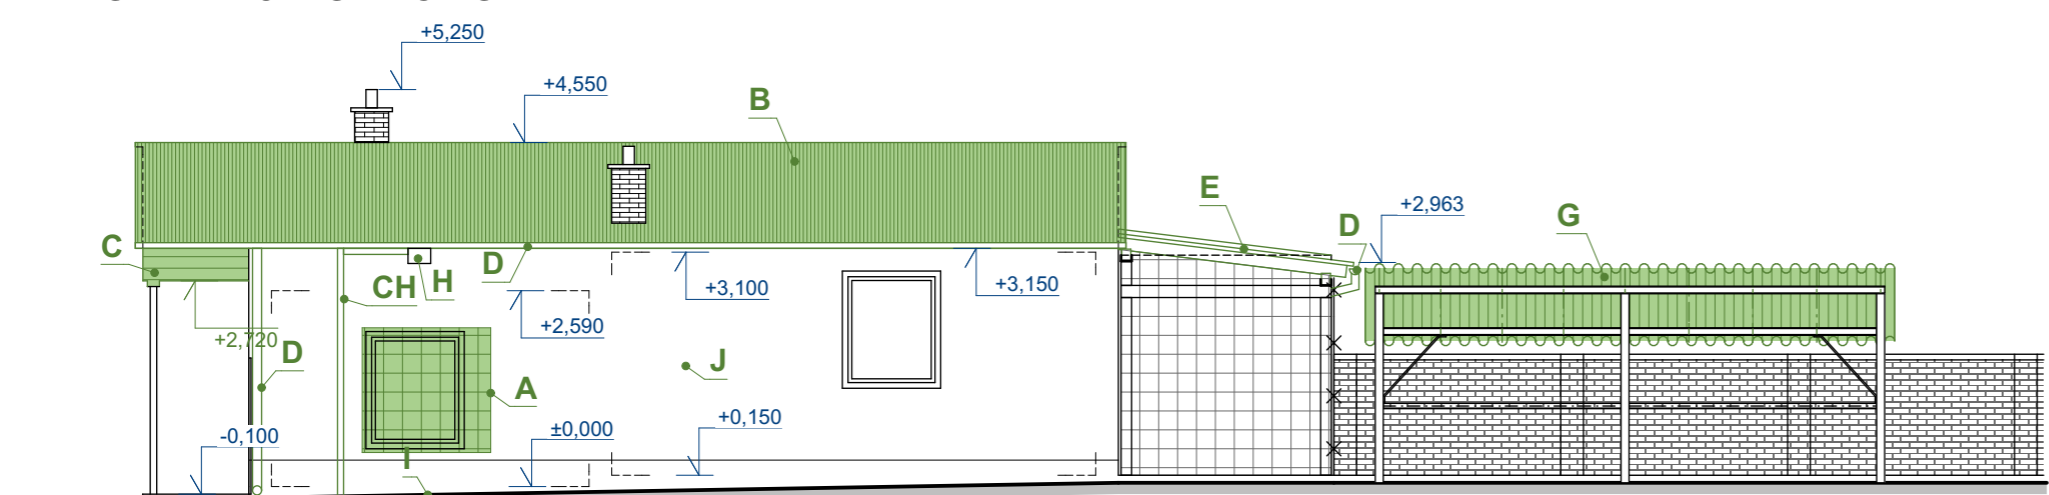 +5,250
+4,550
B
E
+2,963
G
D
C
D
CH
H
+3,100
+3,150
+2,590
+2,720
D
J
A
+0,150
±0,000
-0,100
I